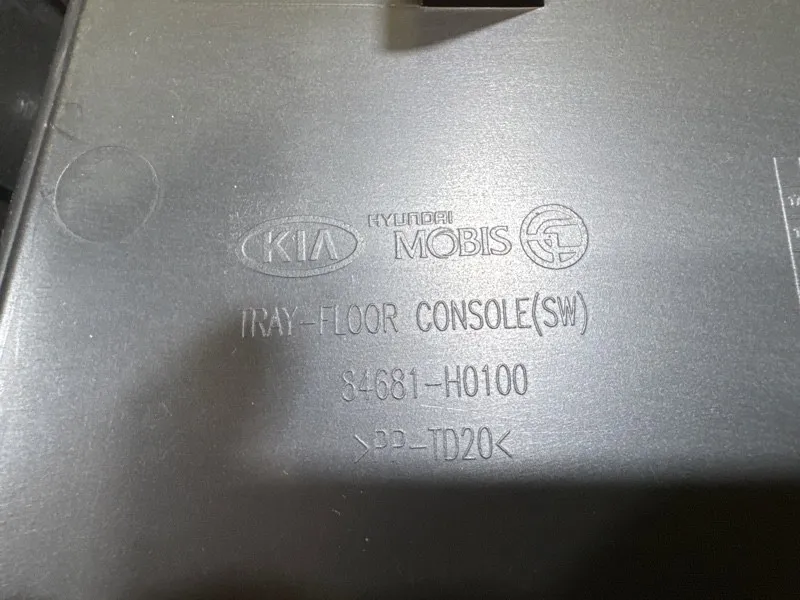 KIA HYUNDAI MOBIS
TRAY-FLOOR CONSOLE(SW)
84681-H0100
>PP-TD20<